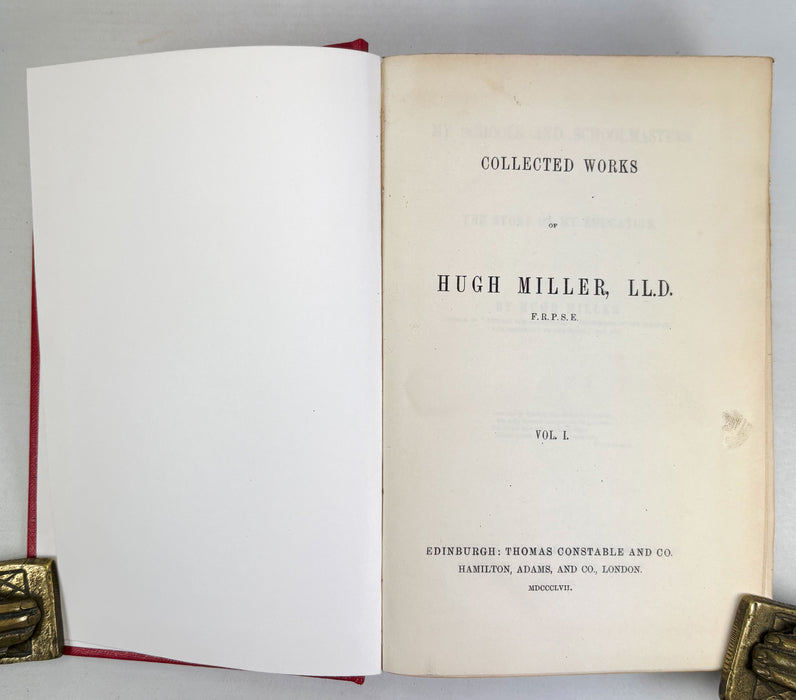 COLLECTED WORKS
OF
HUGH MILLER, LL.D.
F. R. P. S. E.
VOL. I.
EDINBURGH: THOMAS CONSTABLE AND CO.
HAMILTON, ADAMS, AND CO., LONDON.
MDCCCLVII.